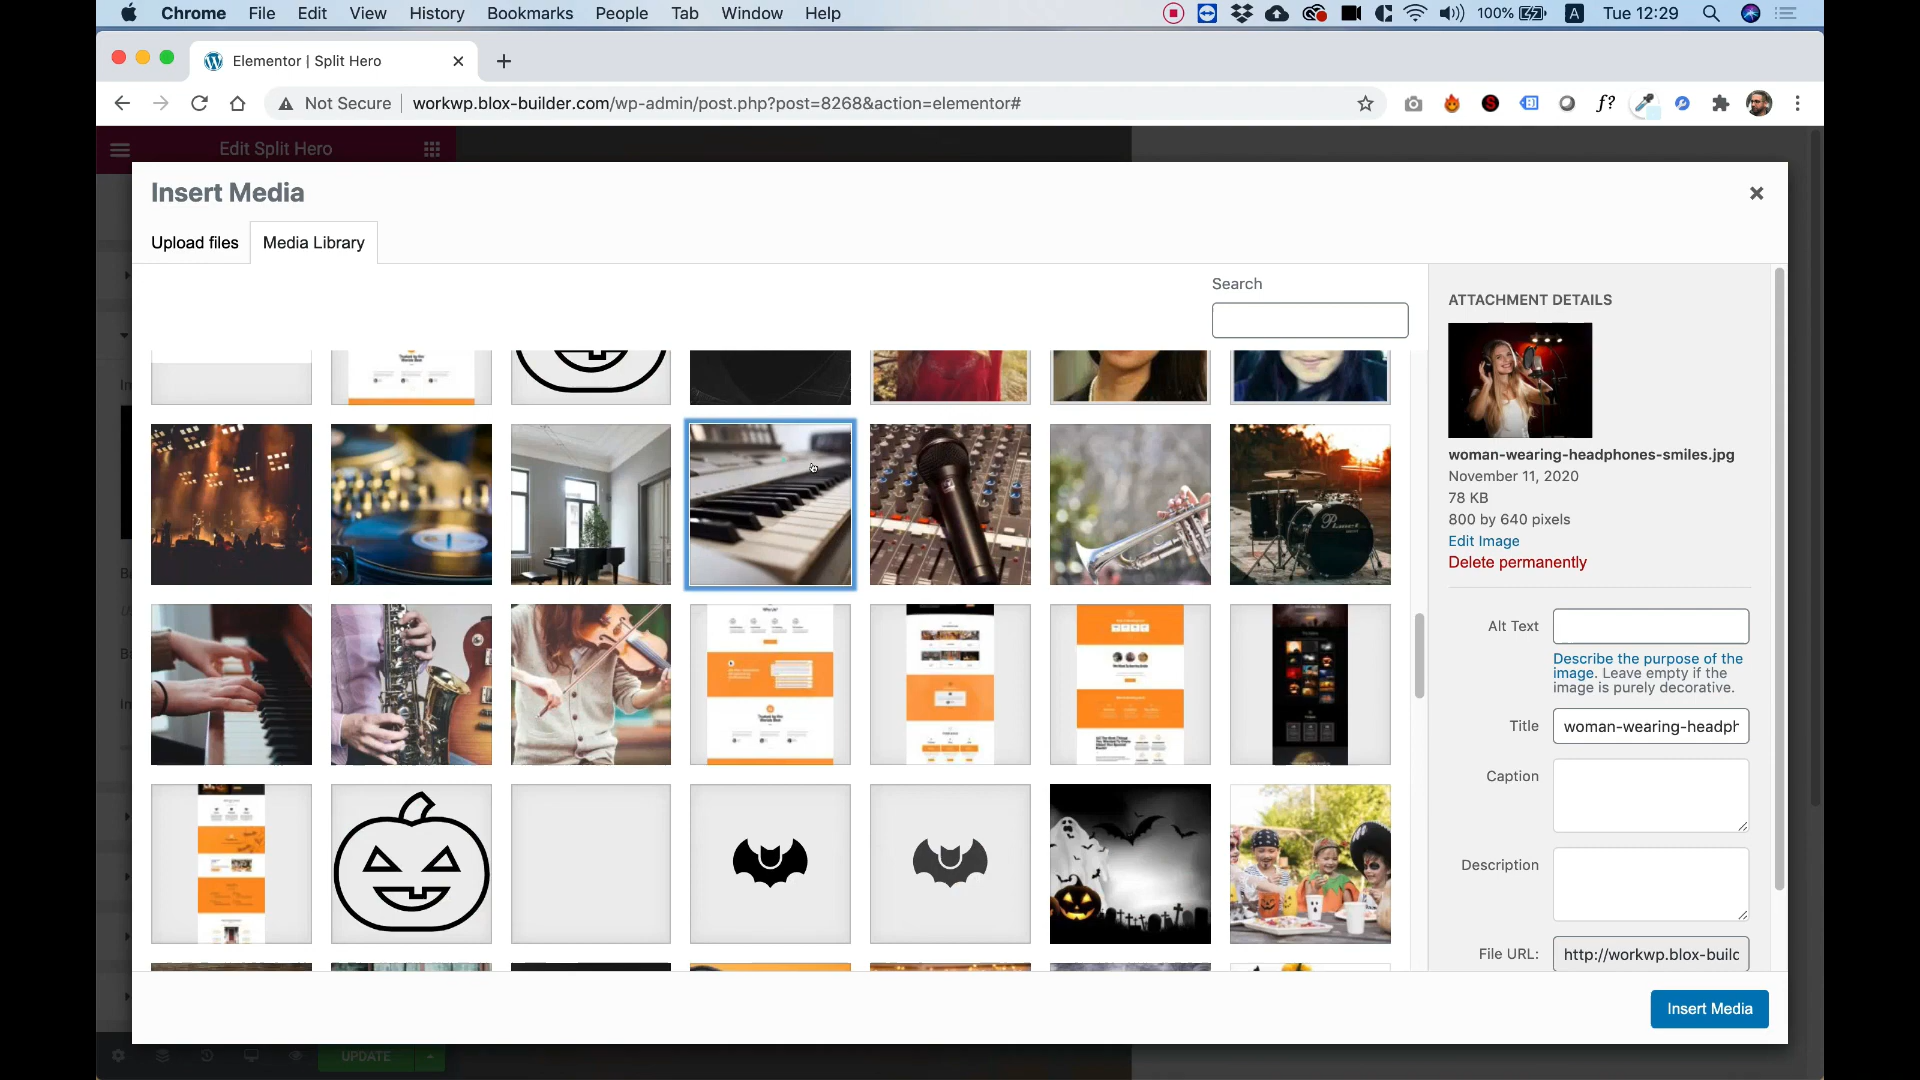 Chrome File Edit View History Bookmarks People Tab Window Help
100% A Tue 12:29
Elementor | Split Hero
Not Secure workwp.blox-builder.com/wp-admin/post.php?post=8268&action=elementor#
Edit Split Hero
Insert Media
Upload files Media Library
Search
ATTACHMENT DETAILS
woman-wearing-headphones-smiles.jpg
November 11, 2020
78 KB
800 by 640 pixels
Edit Image
Delete permanently
Alt Text
Describe the purpose of the
image. Leave empty if the
image is purely decorative.
Title woman-wearing-headph
Caption
Description
File URL: http://workwp.blox-builc
Insert Media
UPDATE